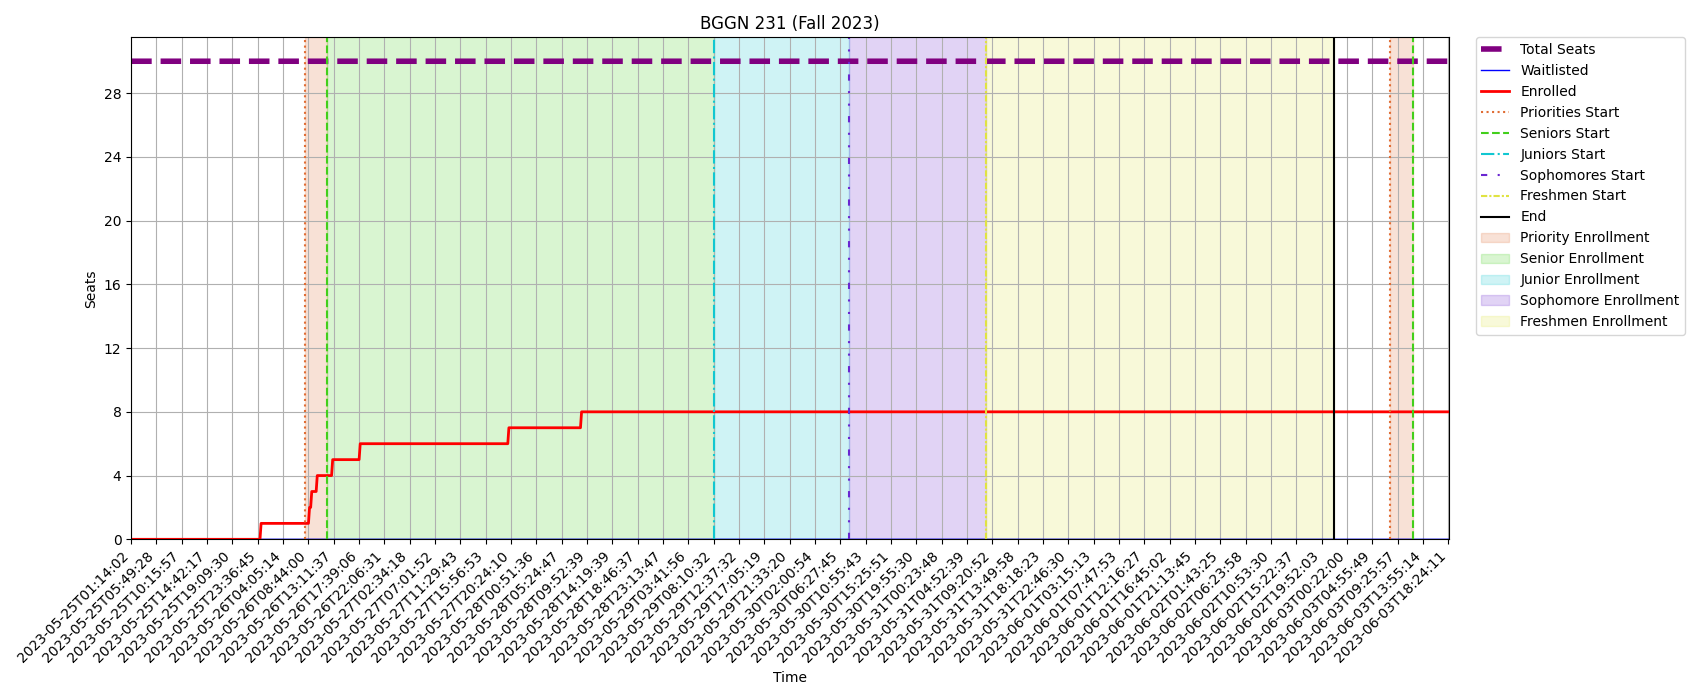 BGGN 231 (Fall 2023)
Total Seats
Waitlisted
Enrolled
Priorities Start
Seniors Start
Juniors Start
Sophomores Start
Freshmen Start
End
Priority Enrollment
Senior Enrollment
Junior Enrollment
Sophomore Enrollment
Freshmen Enrollment
Seats
28
24
20
16
12
8
4
0
2023-05-25T01:14:02
2023-05-25T05:49:28
2023-05-25T10:15:57
2023-05-25T14:42:17
2023-05-25T19:09:30
2023-05-25T23:36:45
2023-05-26T04:05:14
2023-05-26T08:44:00
2023-05-26T13:11:37
2023-05-26T17:39:06
2023-05-26T22:06:31
2023-05-27T02:34:18
2023-05-27T07:01:52
2023-05-27T11:29:43
2023-05-27T15:56:53
2023-05-27T20:24:10
2023-05-28T00:51:36
2023-05-28T05:24:47
2023-05-28T09:52:39
2023-05-28T14:19:39
2023-05-28T18:46:37
2023-05-28T23:13:47
2023-05-29T03:41:56
2023-05-29T08:10:32
2023-05-29T12:37:32
2023-05-29T17:05:19
2023-05-29T21:33:20
2023-05-30T02:00:54
2023-05-30T06:27:45
2023-05-30T10:55:43
2023-05-30T15:25:51
2023-05-30T19:55:30
2023-05-31T00:23:48
2023-05-31T04:52:39
2023-05-31T09:20:52
2023-05-31T13:49:58
2023-05-31T18:18:23
2023-05-31T22:46:30
2023-06-01T03:15:13
2023-06-01T07:47:53
2023-06-01T12:16:27
2023-06-01T16:45:02
2023-06-01T21:13:45
2023-06-02T01:43:25
2023-06-02T06:23:58
2023-06-02T10:53:30
2023-06-02T15:22:37
2023-06-02T19:52:03
2023-06-03T00:22:00
2023-06-03T04:55:49
2023-06-03T09:25:57
2023-06-03T13:55:14
2023-06-03T18:24:11
Time